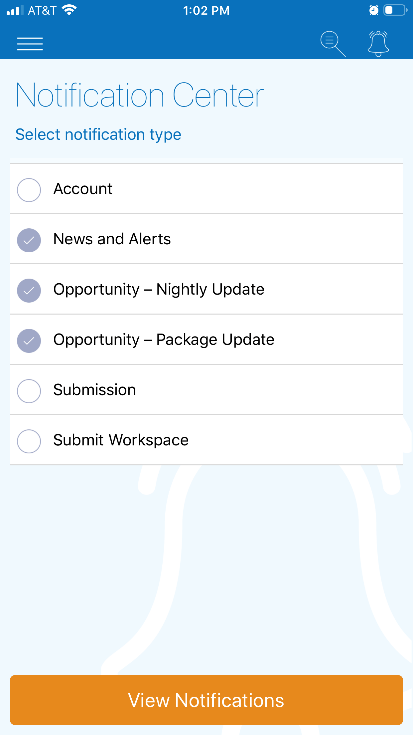 AT&T 1:02 PM
Notification Center
Select notification type
Account
News and Alerts
Opportunity – Nightly Update
Opportunity – Package Update
Submission
Submit Workspace
View Notifications